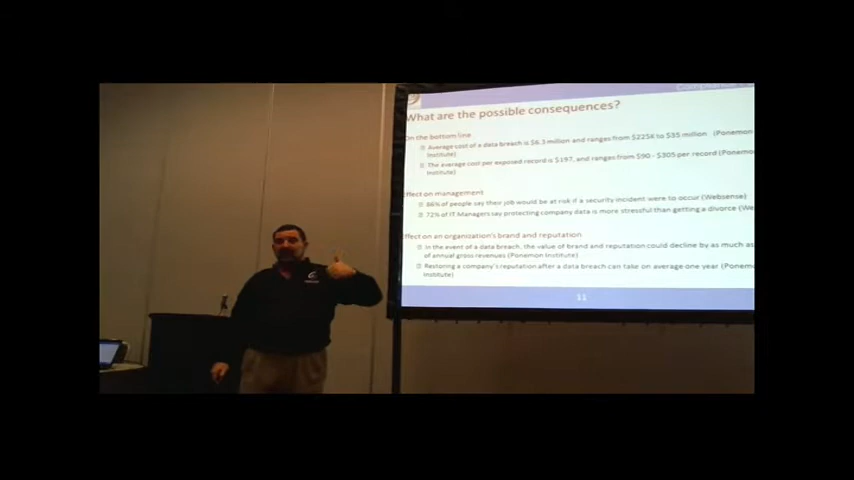 What are the possible consequences?
On the bottom line
Average cost of a data breach is $6.3 million and ranges from $225k to $35 million (Ponemon
Institute)
The average cost per exposed record is $197, and ranges from $90 - $305 per record (Ponemon
Institute)
Effect on management
86% of people say their job would be at risk if a security incident were to occur (Websense)
72% of IT Managers say protecting company data is more stressful than getting a divorce (We
Effect on an organization's brand and reputation
In the event of a data breach, the value of brand and reputation could decline by as much as
of annual gross revenues (Ponemon Institute)
Restoring a company's reputation after a data breach can take on average one year (Ponem
Institute)
11